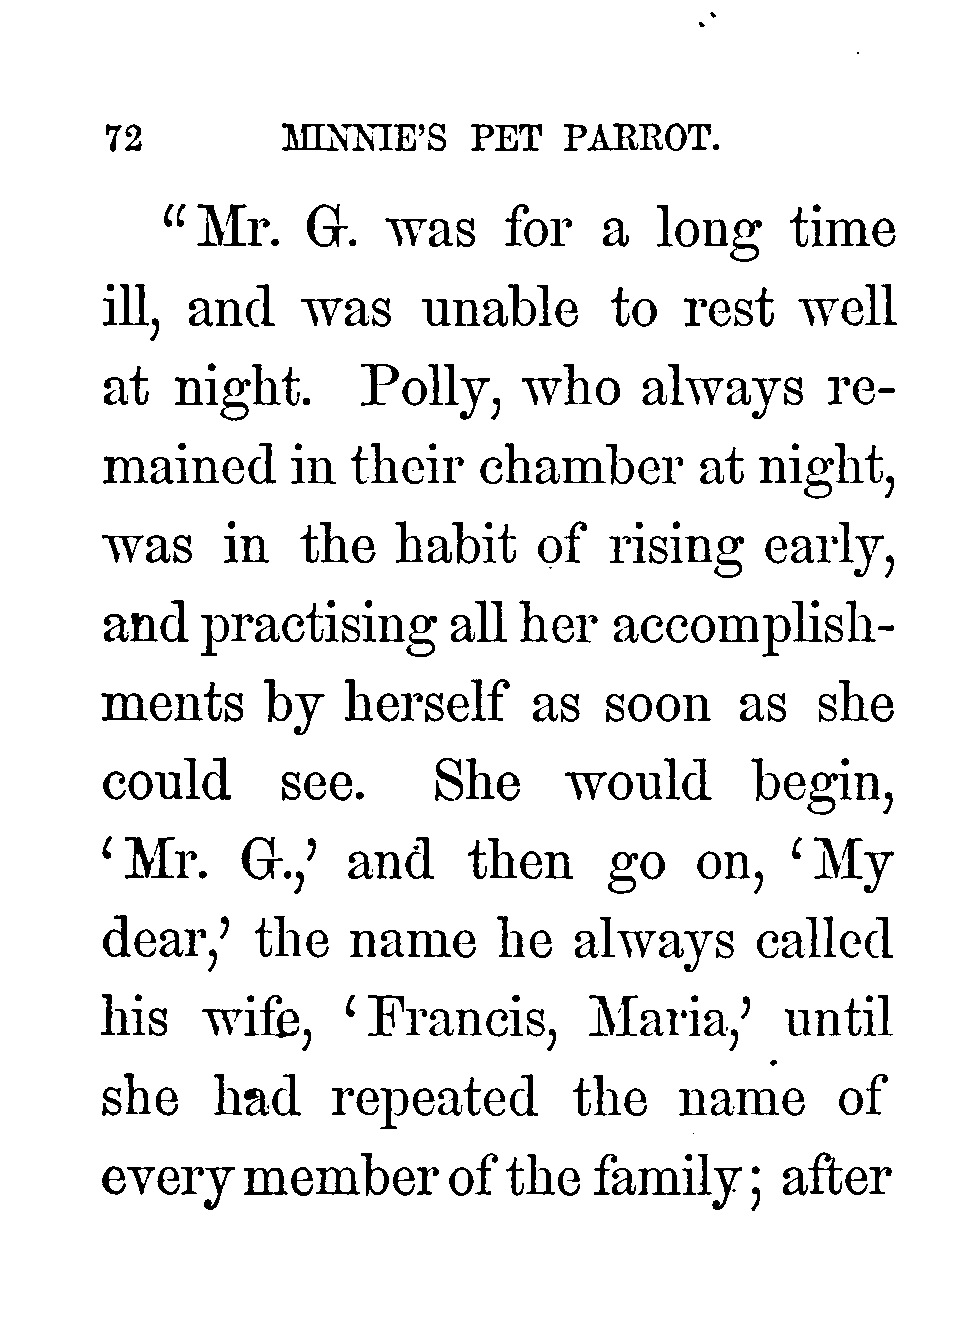 72 MINNIE'S PET PARROT.
"Mr. G. was for a long time
ill, and was unable to rest well
at night. Polly, who always re-
mained in their chamber at night,
was in the habit of rising early,
and practising all her accomplish-
ments by herself as soon as she
could see. She would begin,
'Mr. G.,' and then go on, 'My
dear,' the name he always called
his wife, 'Francis, Maria,' until
she had repeated the name of
every member of the family; after